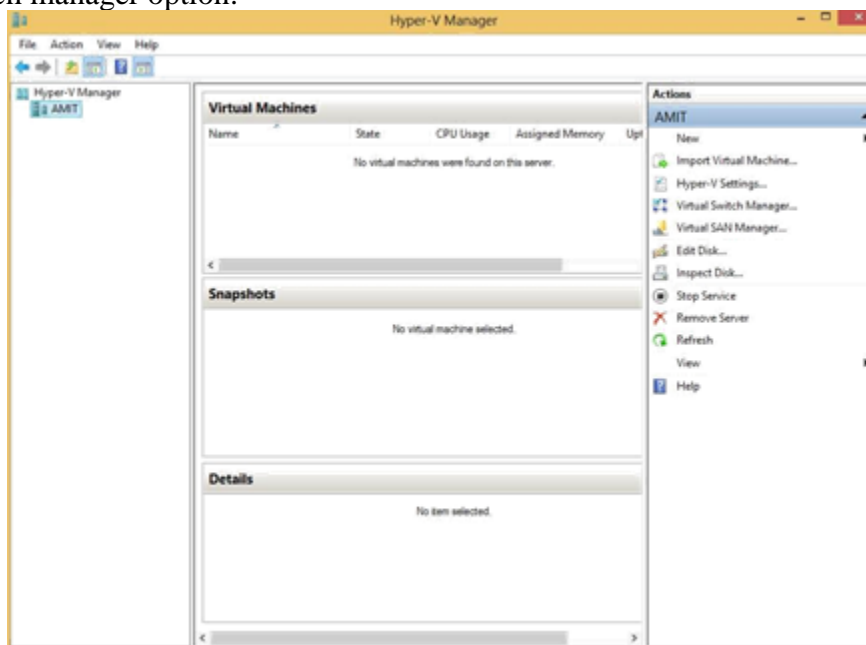 manager option.
Hyper-V Manager
File Action View Help
Hyper-V Manager
AMIT
Virtual Machines
Name State CPU Usage Assigned Memory
No virtual machines were found on this server.
Snapshots
No virtual machine selected.
Details
No item selected.
Actions
AMIT
New
Import Virtual Machine...
Hyper-V Settings...
Virtual Switch Manager...
Virtual SAN Manager...
Edit Disk...
Inspect Disk...
Stop Service
Remove Server
Refresh
View
Help